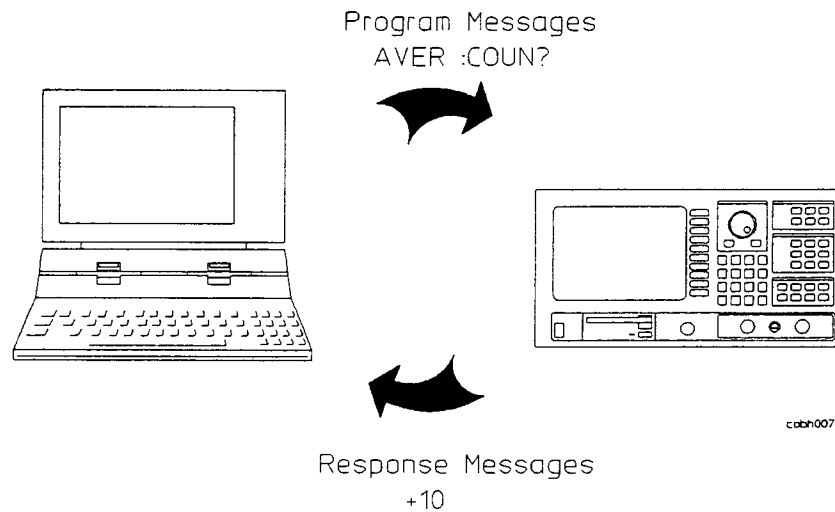 Program Messages
AVER :COUN?
cobh007
Response Messages
+10